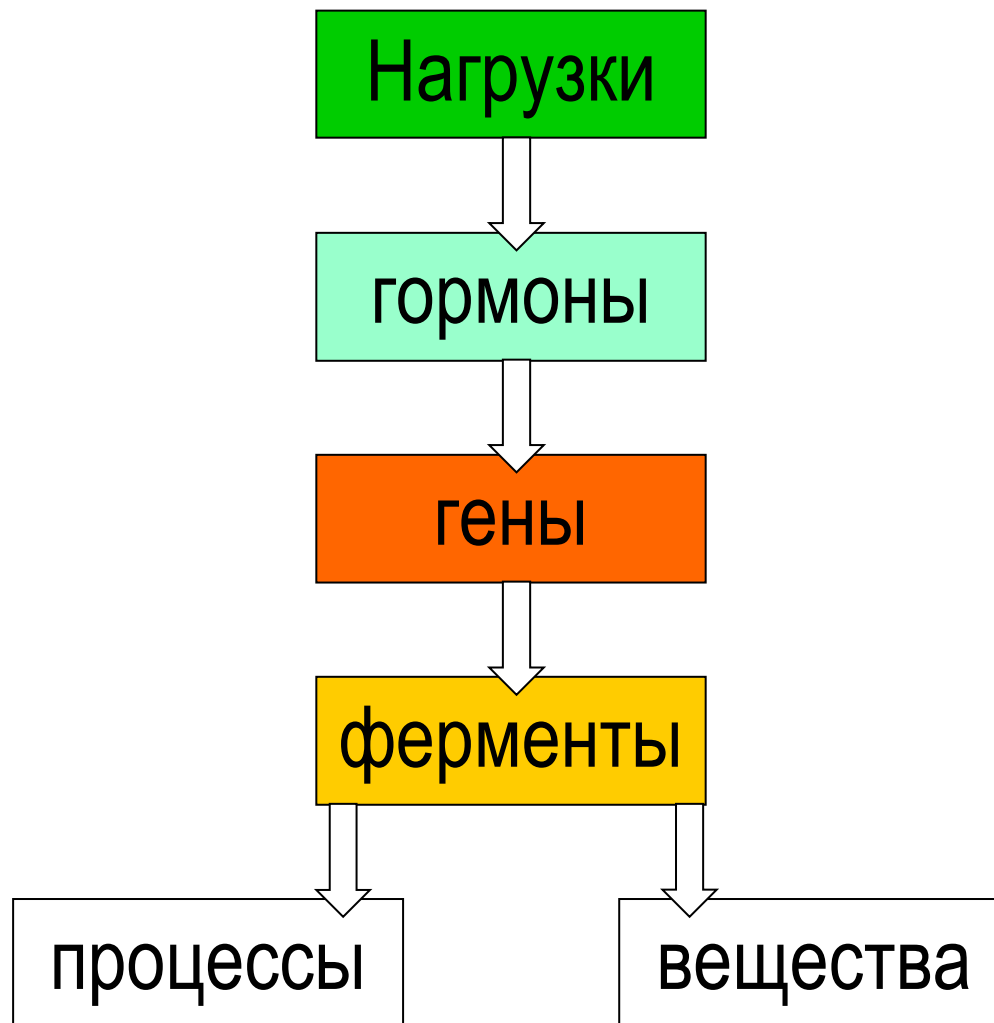 Нагрузки
гормоны
гены
ферменты
процессы
вещества